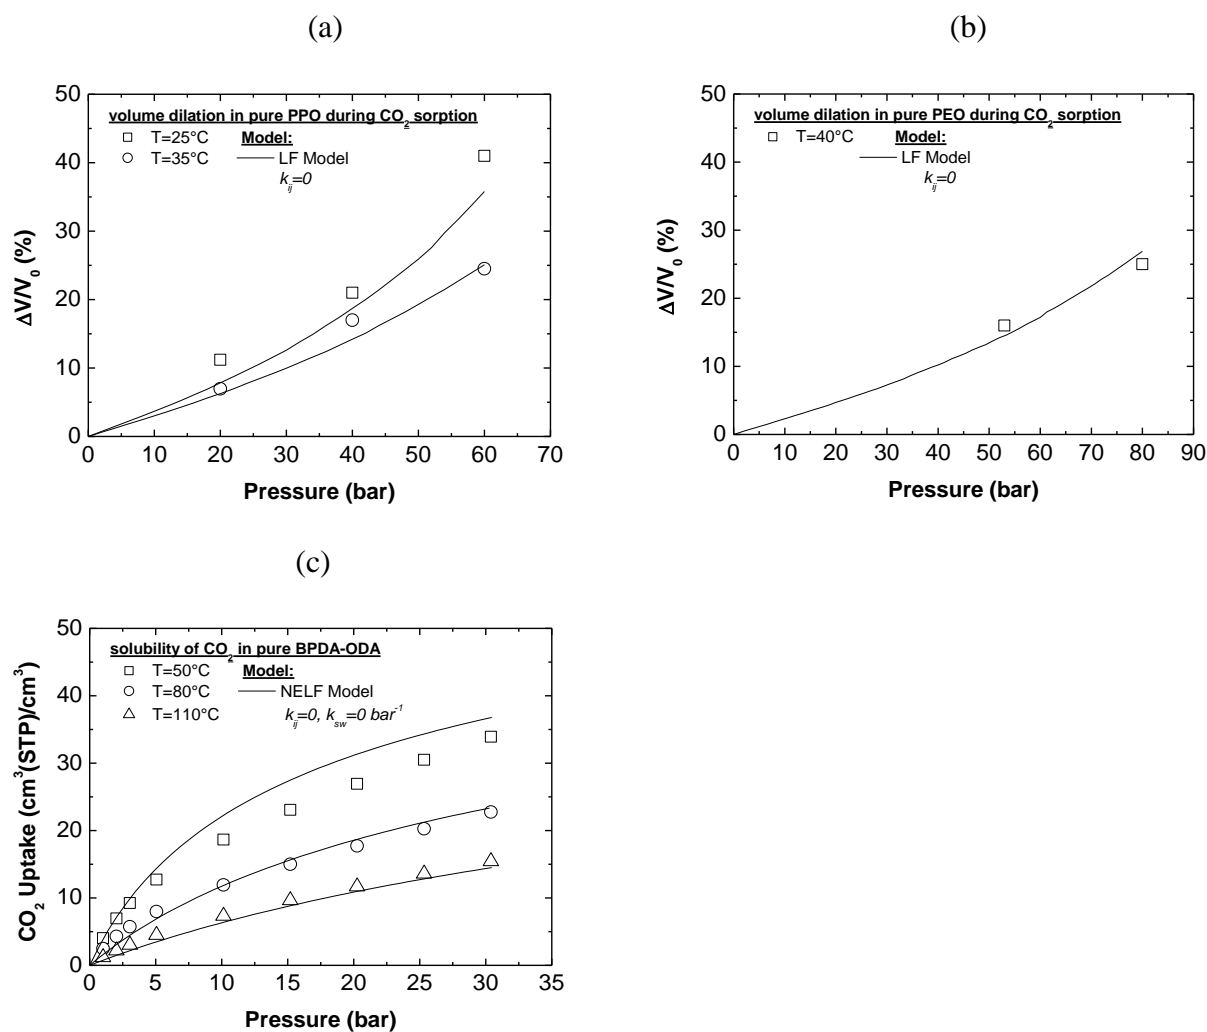 (a)
(b)
volume dilation in pure PPO during CO2 sorption
T=25°C Model:
T=35°C LF Model
kij=0
ΔV/V0 (%)
50
40
30
20
10
0
0 10 20 30 40 50 60 70
Pressure (bar)
volume dilation in pure PEO during CO2 sorption
T=40°C Model:
LF Model
kij=0
ΔV/V0 (%)
50
40
30
20
10
0
0 10 20 30 40 50 60 70 80 90
Pressure (bar)
(c)
solubility of CO2 in pure BPDA-ODA
T=50°C Model:
T=80°C NELF Model
T=110°C kij=0, ksw=0 bar-1
CO2 Uptake (cm3(STP)/cm3)
50
40
30
20
10
0
0 5 10 15 20 25 30 35
Pressure (bar)